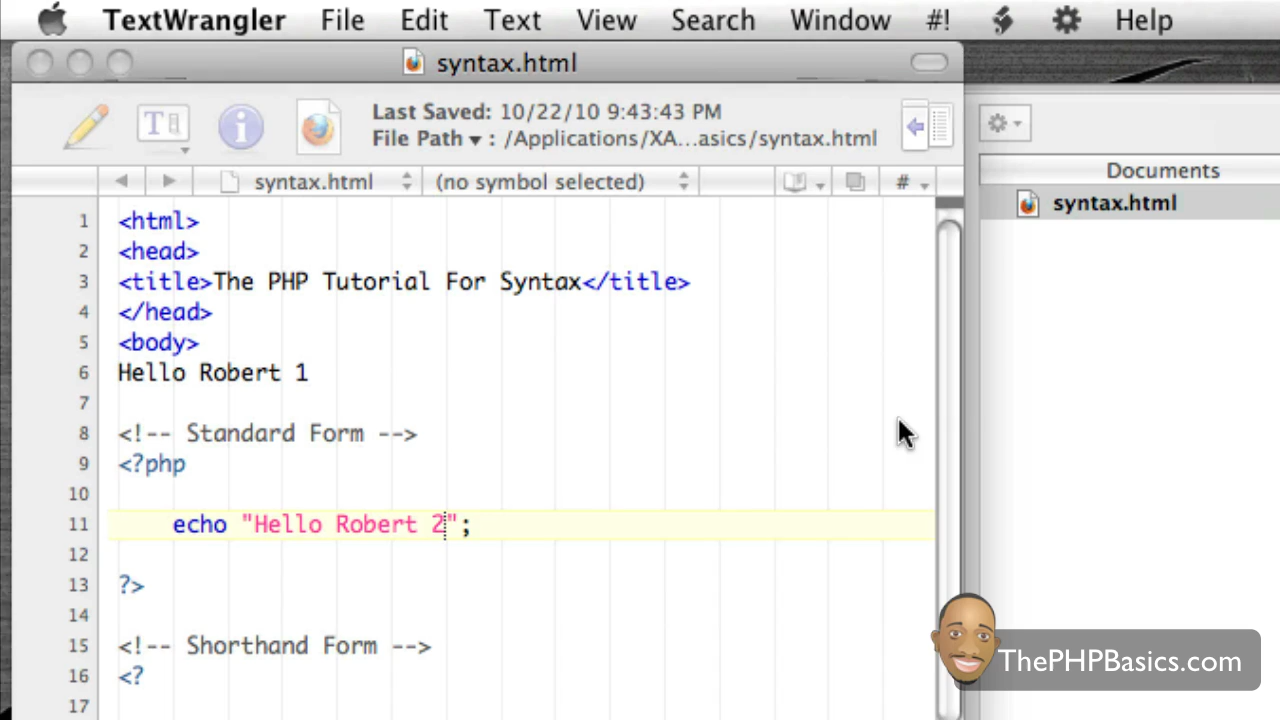 TextWrangler File Edit Text View Search Window #! Help
syntax.html
Last Saved: 10/22/10 9:43:43 PM
File Path ▾ : /Applications/XA...asics/syntax.html
syntax.html (no symbol selected) #
Documents
syntax.html
1 <html>
2 <head>
3 <title>The PHP Tutorial For Syntax</title>
4 </head>
5 <body>
6 Hello Robert 1
7
8 <!-- Standard Form -->
9 <?php
10
11 echo "Hello Robert 2";
12
13 ?>
14
15 <!-- Shorthand Form -->
16 <?
17
ThePHPBasics.com